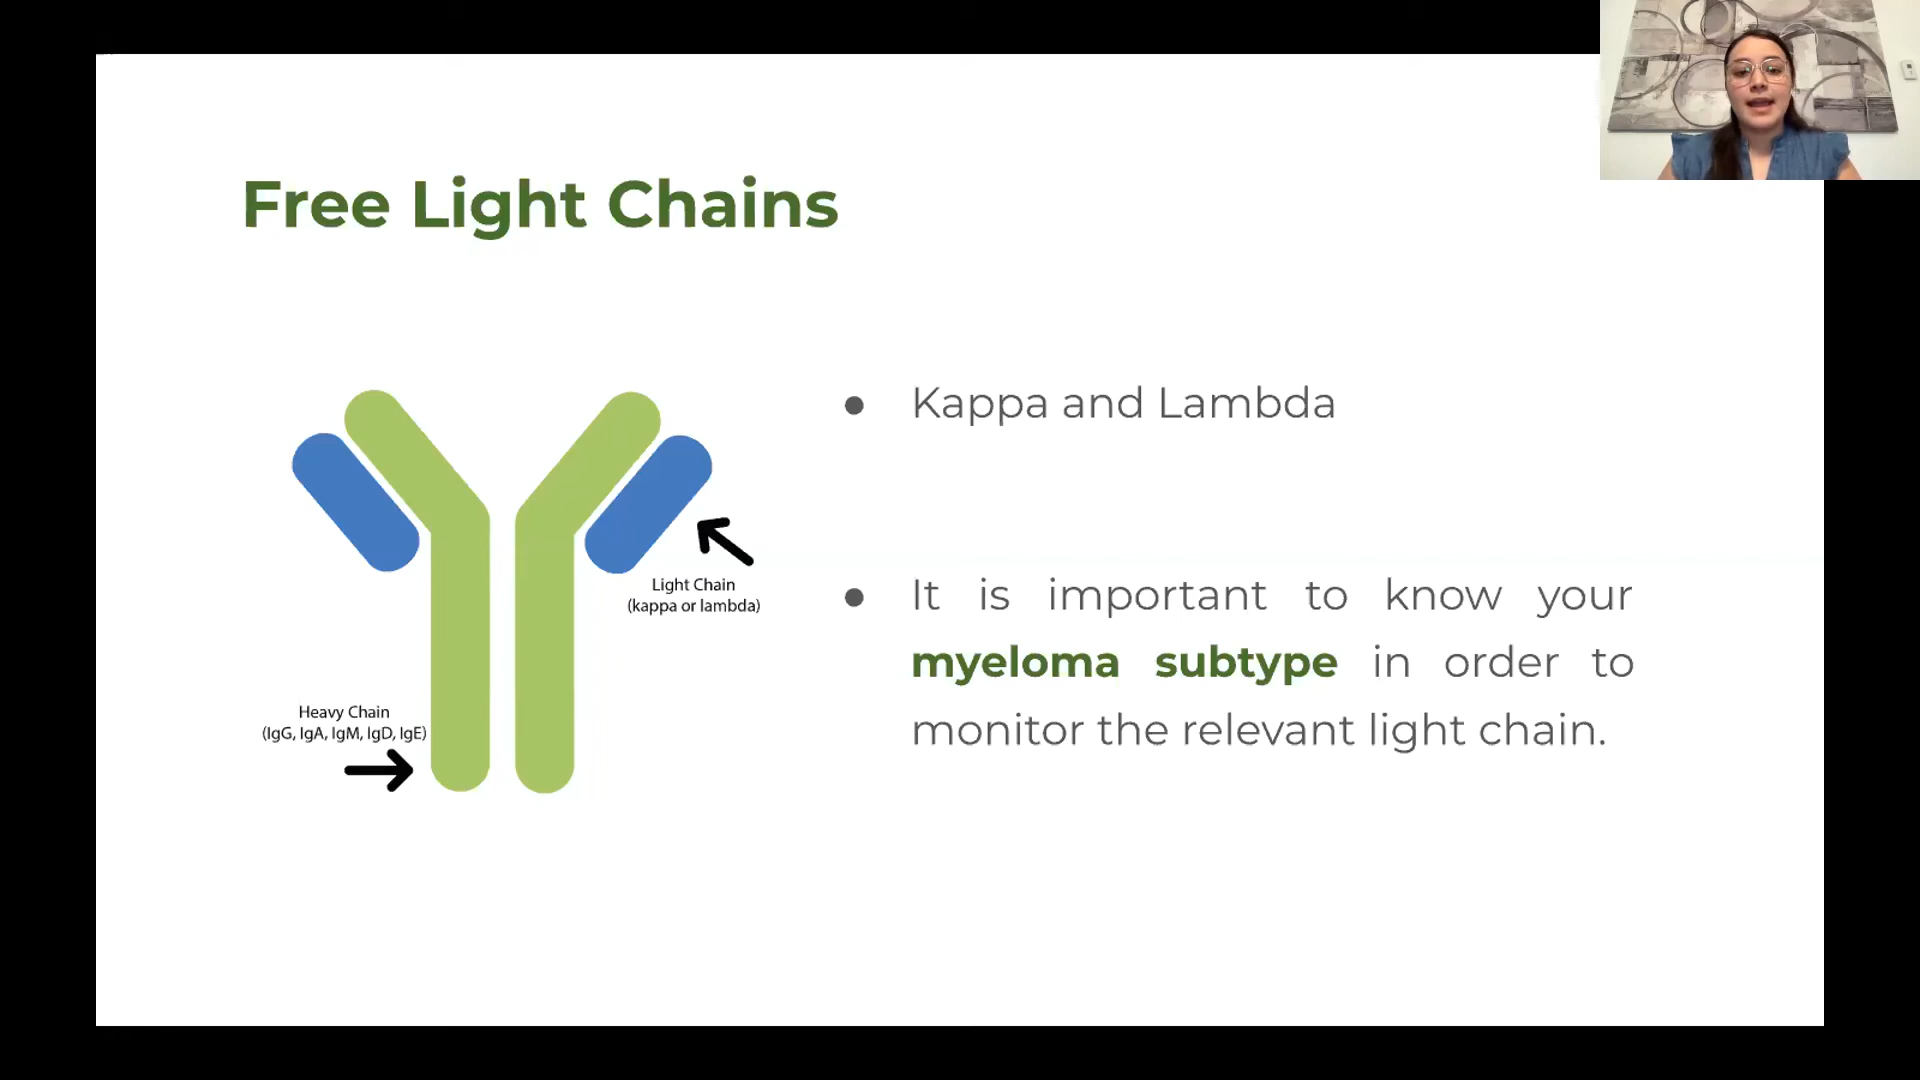 Free Light Chains
Kappa and Lambda
Light Chain
(kappa or lambda)
It is important to know your
myeloma subtype in order to
monitor the relevant light chain.
Heavy Chain
(IgG, IgA, IgM, IgD, IgE)